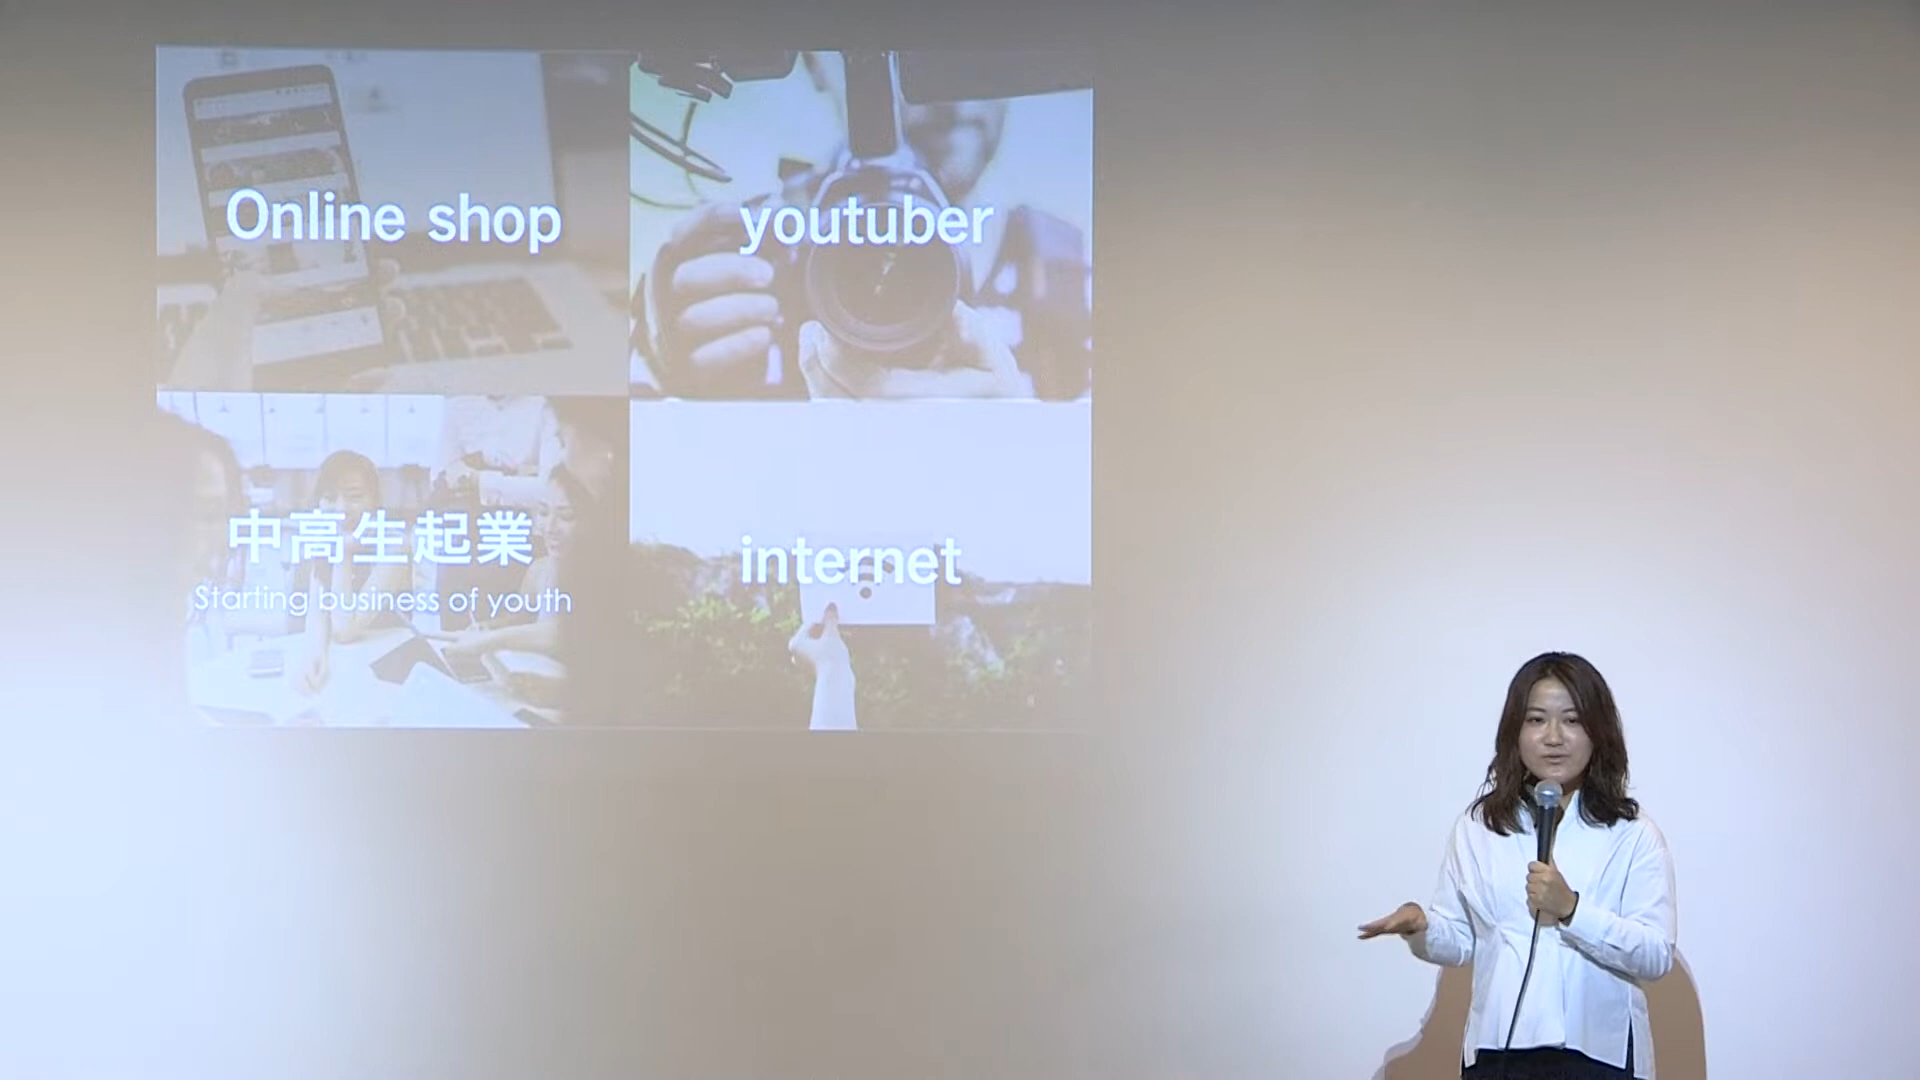 Online shop
youtuber
中高生起業
Starting business of youth
internet